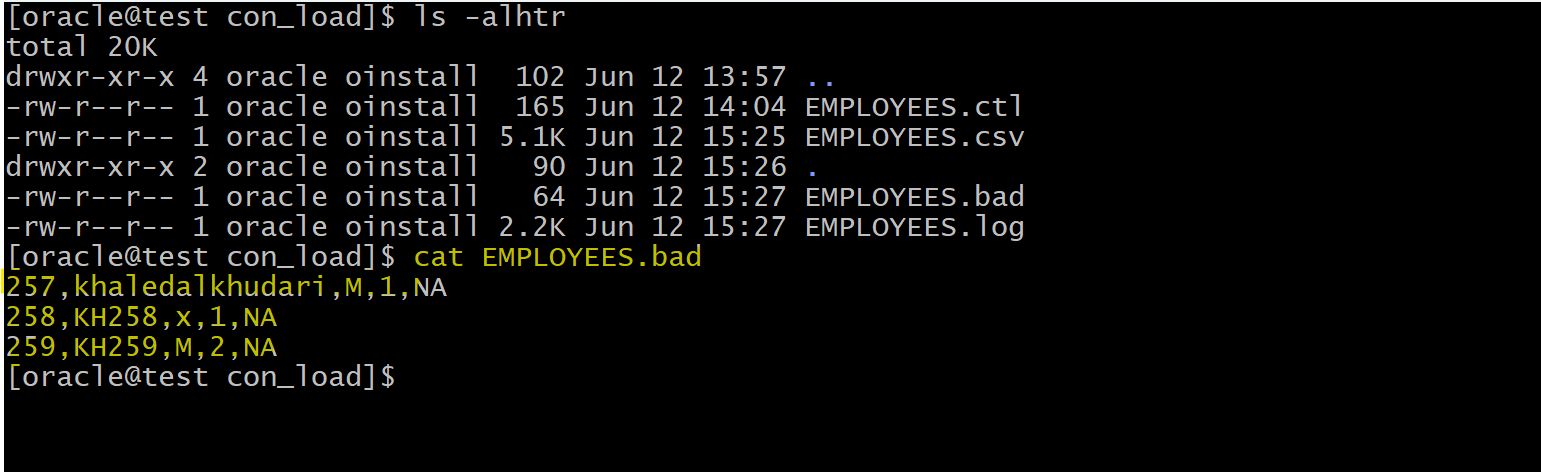 [oracle@test con_load]$ ls -alhtr
total 20K
drwxr-xr-x 4 oracle oinstall  102 Jun 12 13:57 ..
-rw-r--r-- 1 oracle oinstall  165 Jun 12 14:04 EMPLOYEES.ctl
-rw-r--r-- 1 oracle oinstall 5.1K Jun 12 15:25 EMPLOYEES.csv
drwxr-xr-x 2 oracle oinstall   90 Jun 12 15:26 .
-rw-r--r-- 1 oracle oinstall   64 Jun 12 15:27 EMPLOYEES.bad
-rw-r--r-- 1 oracle oinstall 2.2K Jun 12 15:27 EMPLOYEES.log
[oracle@test con_load]$ cat EMPLOYEES.bad
257,khaledalkhudari,M,1,NA
258,KH258,x,1,NA
259,KH259,M,2,NA
[oracle@test con_load]$